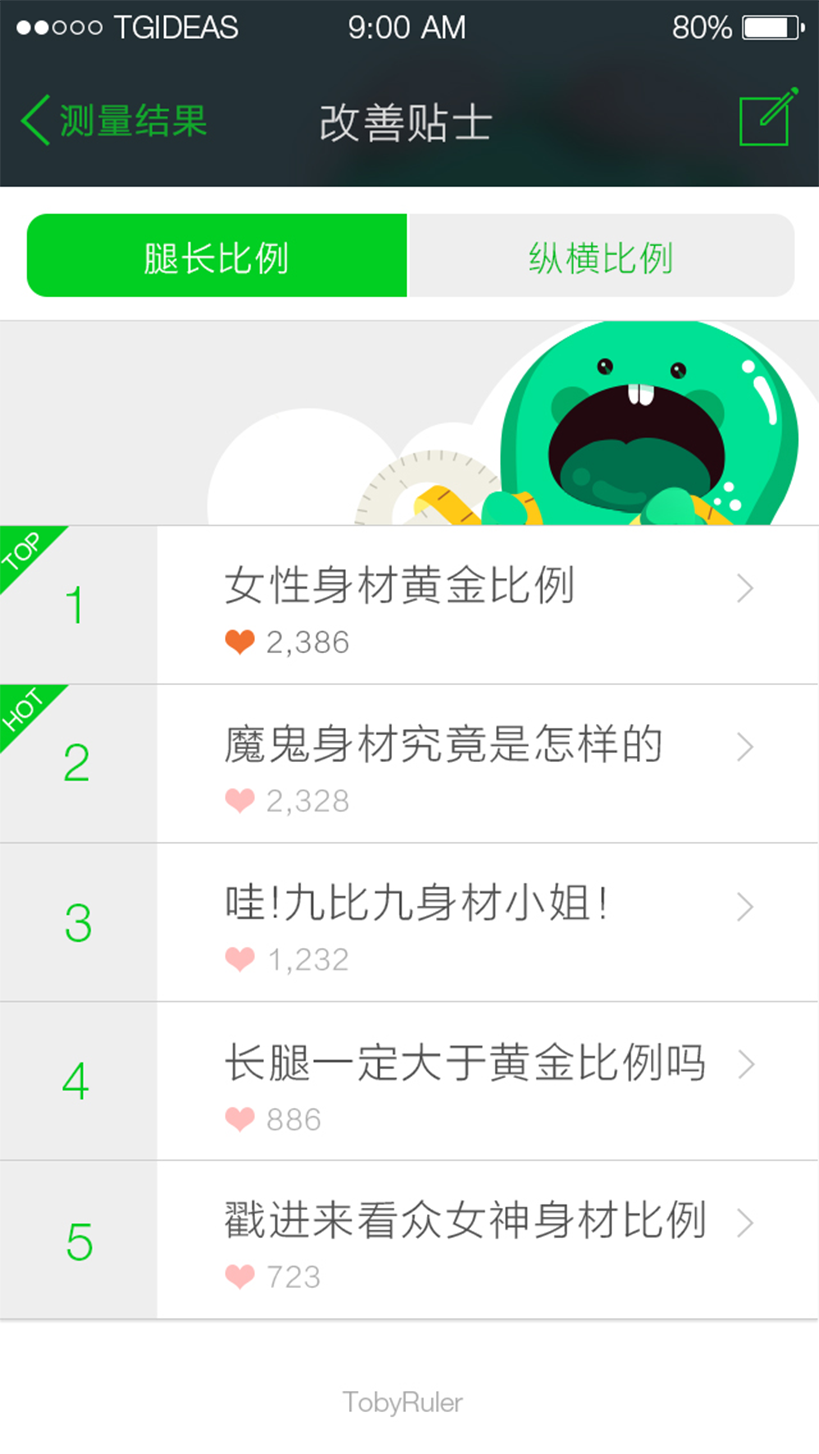 TGIDEAS 9:00 AM 80%
测量结果 改善贴士
腿长比例 纵横比例
TOP
1 女性身材黄金比例
2,386
HOT
2 魔鬼身材究竟是怎样的
2,328
3 哇!九比九身材小姐!
1,232
4 长腿一定大于黄金比例吗
886
5 戳进来看众女神身材比例
723
TobyRuler